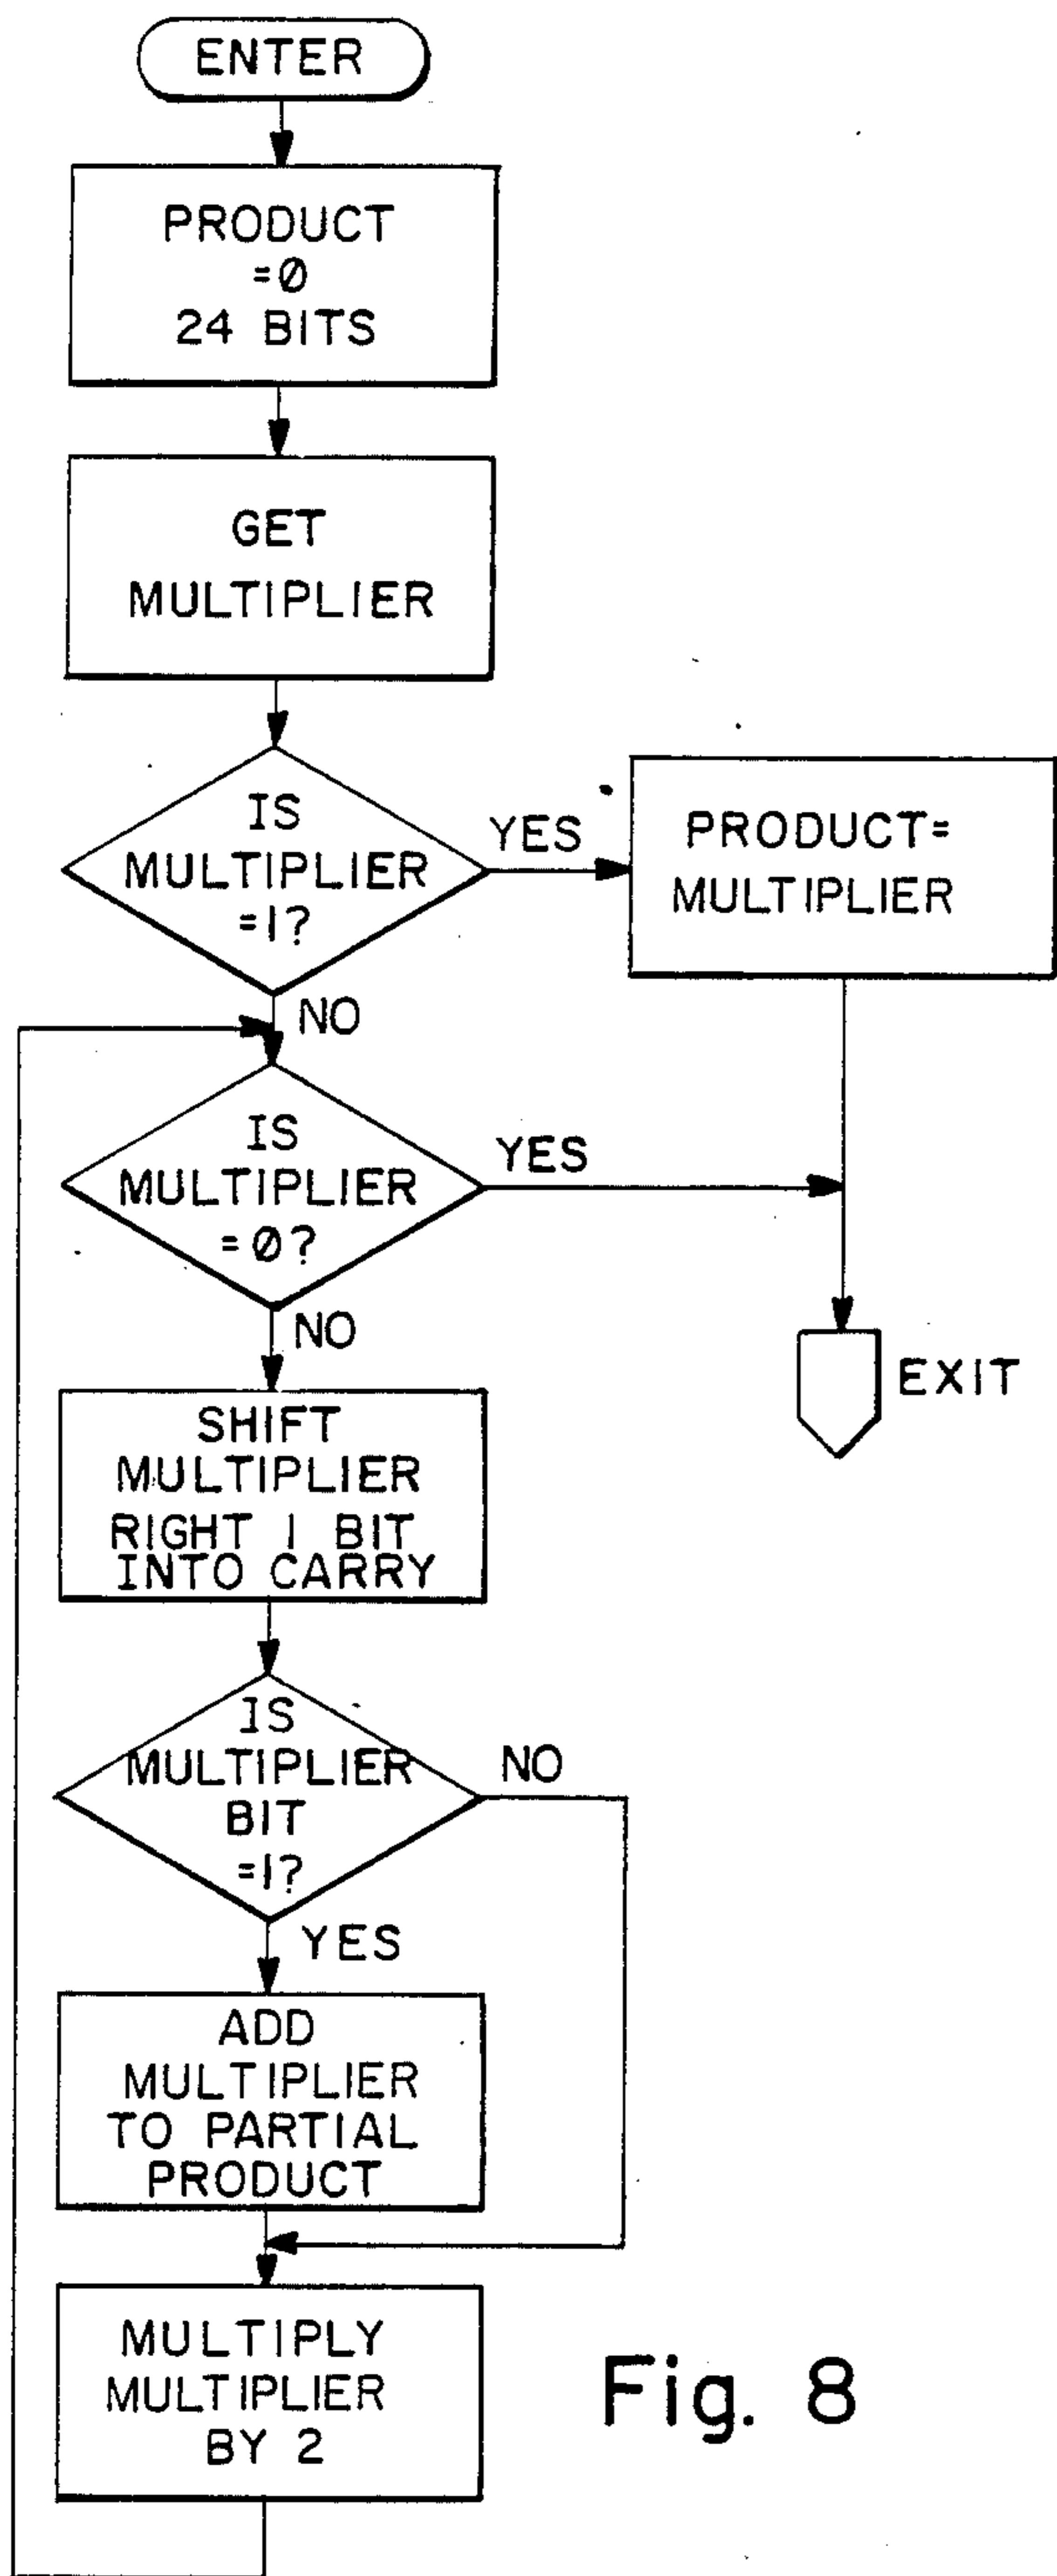 ENTER
PRODUCT
=0
24 BITS
GET
MULTIPLIER
IS
MULTIPLIER
=1?
YES
PRODUCT=
MULTIPLIER
NO
IS
MULTIPLIER
=0?
YES
NO
EXIT
SHIFT
MULTIPLIER
RIGHT 1 BIT
INTO CARRY
IS
MULTIPLIER
BIT
=1?
NO
YES
ADD
MULTIPLIER
TO PARTIAL
PRODUCT
MULTIPLY
MULTIPLIER
BY 2
Fig. 8